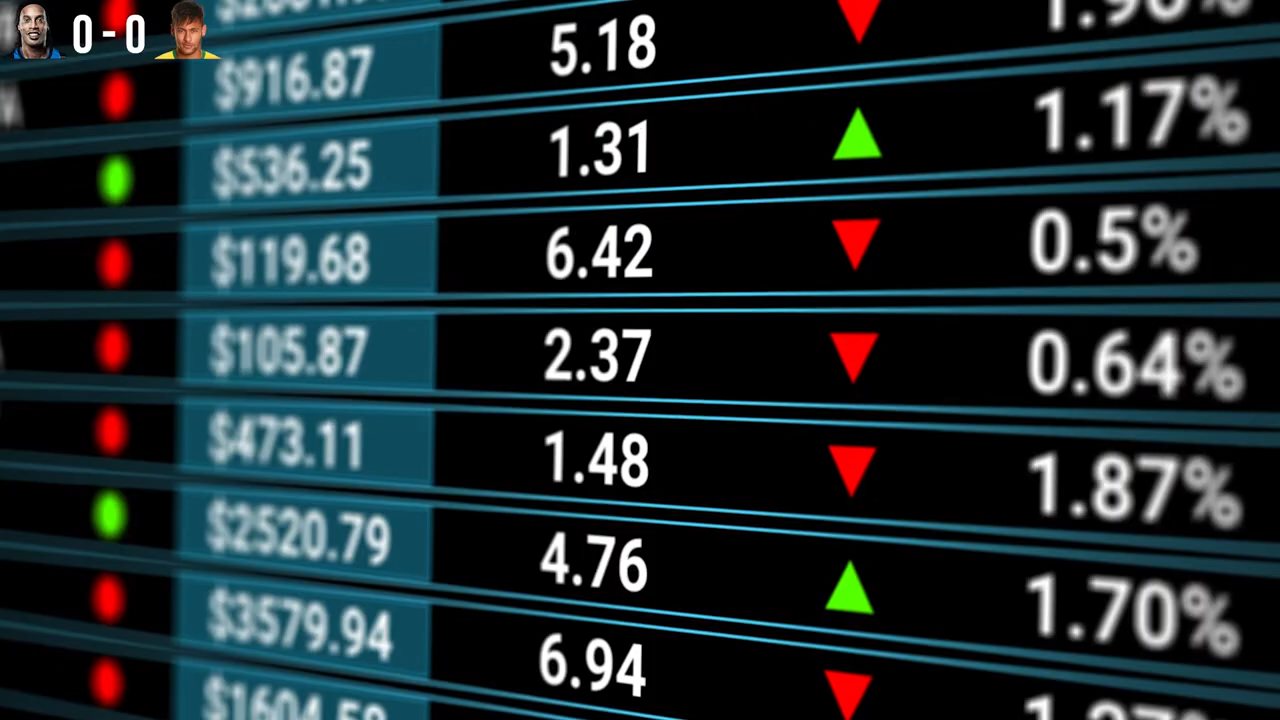 0 - 0
$916.87 5.18
$536.25 1.31 1.17%
$119.68 6.42 0.5%
$105.87 2.37 0.64%
$473.11 1.48 1.87%
$2520.79 4.76 1.70%
$3579.94 6.94